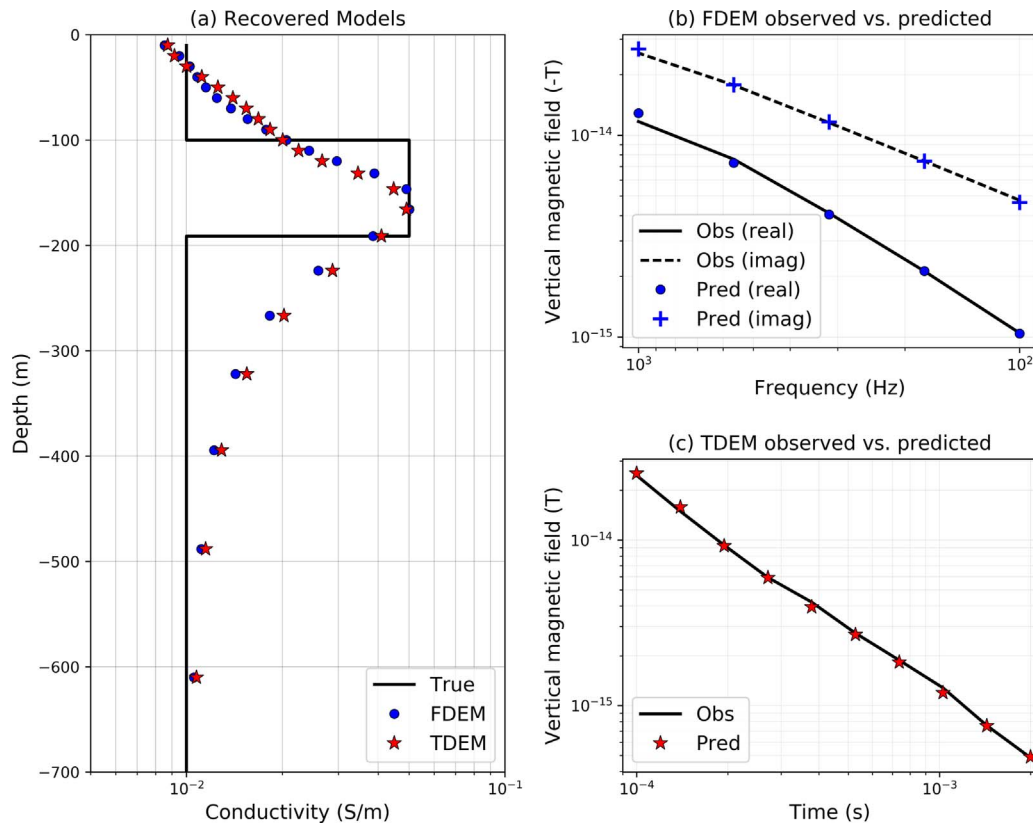 (a) Recovered Models
0
−100
−200
−300
−400
−500
−600
−700
Depth (m)
10⁻²
10⁻¹
Conductivity (S/m)
True
FDEM
TDEM
(b) FDEM observed vs. predicted
Vertical magnetic field (-T)
10⁻¹⁴
10⁻¹⁵
Obs (real)
Obs (imag)
Pred (real)
Pred (imag)
10³
10²
Frequency (Hz)
(c) TDEM observed vs. predicted
Vertical magnetic field (T)
10⁻¹⁴
10⁻¹⁵
Obs
Pred
10⁻⁴
10⁻³
Time (s)